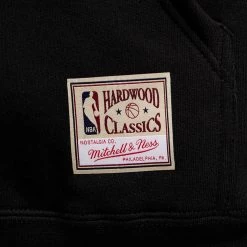 NBA
HARDWOOD
CLASSICS
NOSTALGIA CO.
Mitchell & Ness
PHILADELPHIA, PA